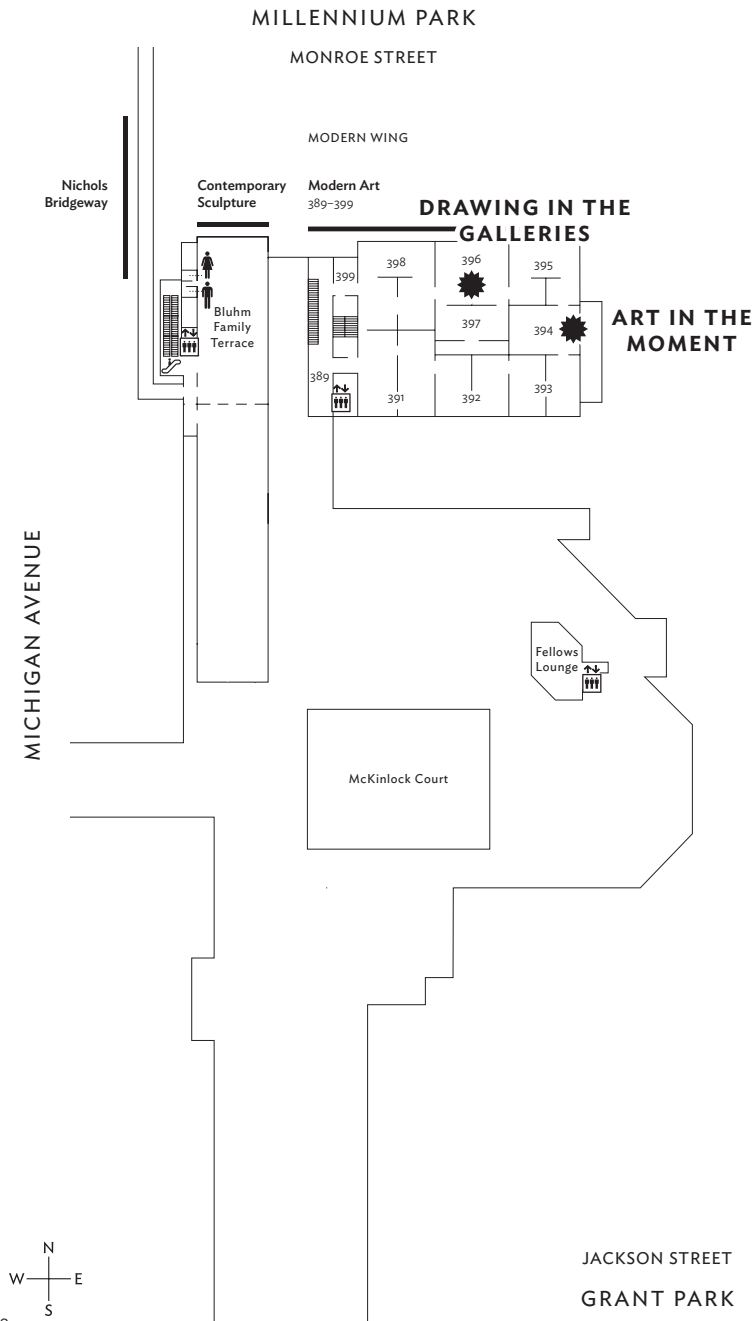 MILLENNIUM PARK
MONROE STREET
MODERN WING
Nichols
Bridgeway
Contemporary
Sculpture
Modern Art
389–399
DRAWING IN THE
GALLERIES
399
398
396
395
397
394
ART IN THE
MOMENT
Bluhm
Family
Terrace
389
391
392
393
MICHIGAN AVENUE
Fellows
Lounge
McKinlock Court
N
W
E
S
JACKSON STREET
GRANT PARK